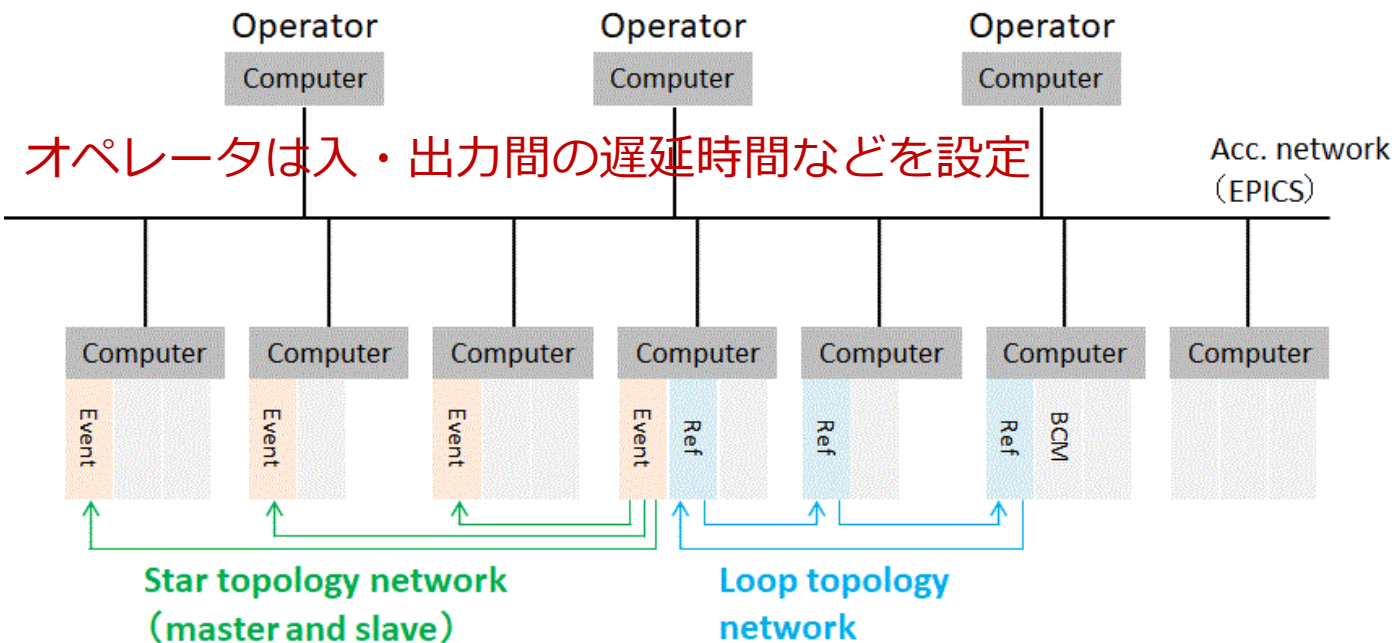 Operator Operator Operator
Computer Computer Computer
オペレータは入・出力間の遅延時間などを設定
Acc. network
（EPICS）
Computer Computer Computer Computer Computer Computer Computer
Event Event Event Event Ref Ref Ref BCM
Star topology network
（master and slave）
Loop topology
network